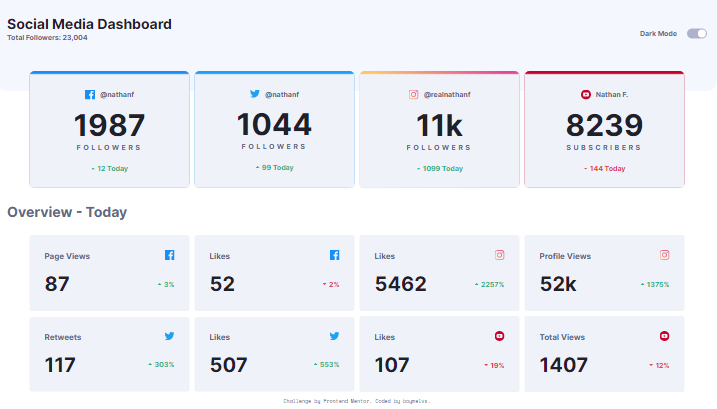 Social Media Dashboard
Total Followers: 23,004
Dark Mode
@nathanf
1987
FOLLOWERS
12 Today
@nathanf
1044
FOLLOWERS
99 Today
@realnathanf
11k
FOLLOWERS
1099 Today
Nathan F.
8239
SUBSCRIBERS
144 Today
Overview - Today
Page Views
87
3%
Likes
52
2%
Likes
5462
2257%
Profile Views
52k
1375%
Retweets
117
303%
Likes
507
553%
Likes
107
19%
Total Views
1407
12%
Challenge by Frontend Mentor. Coded by